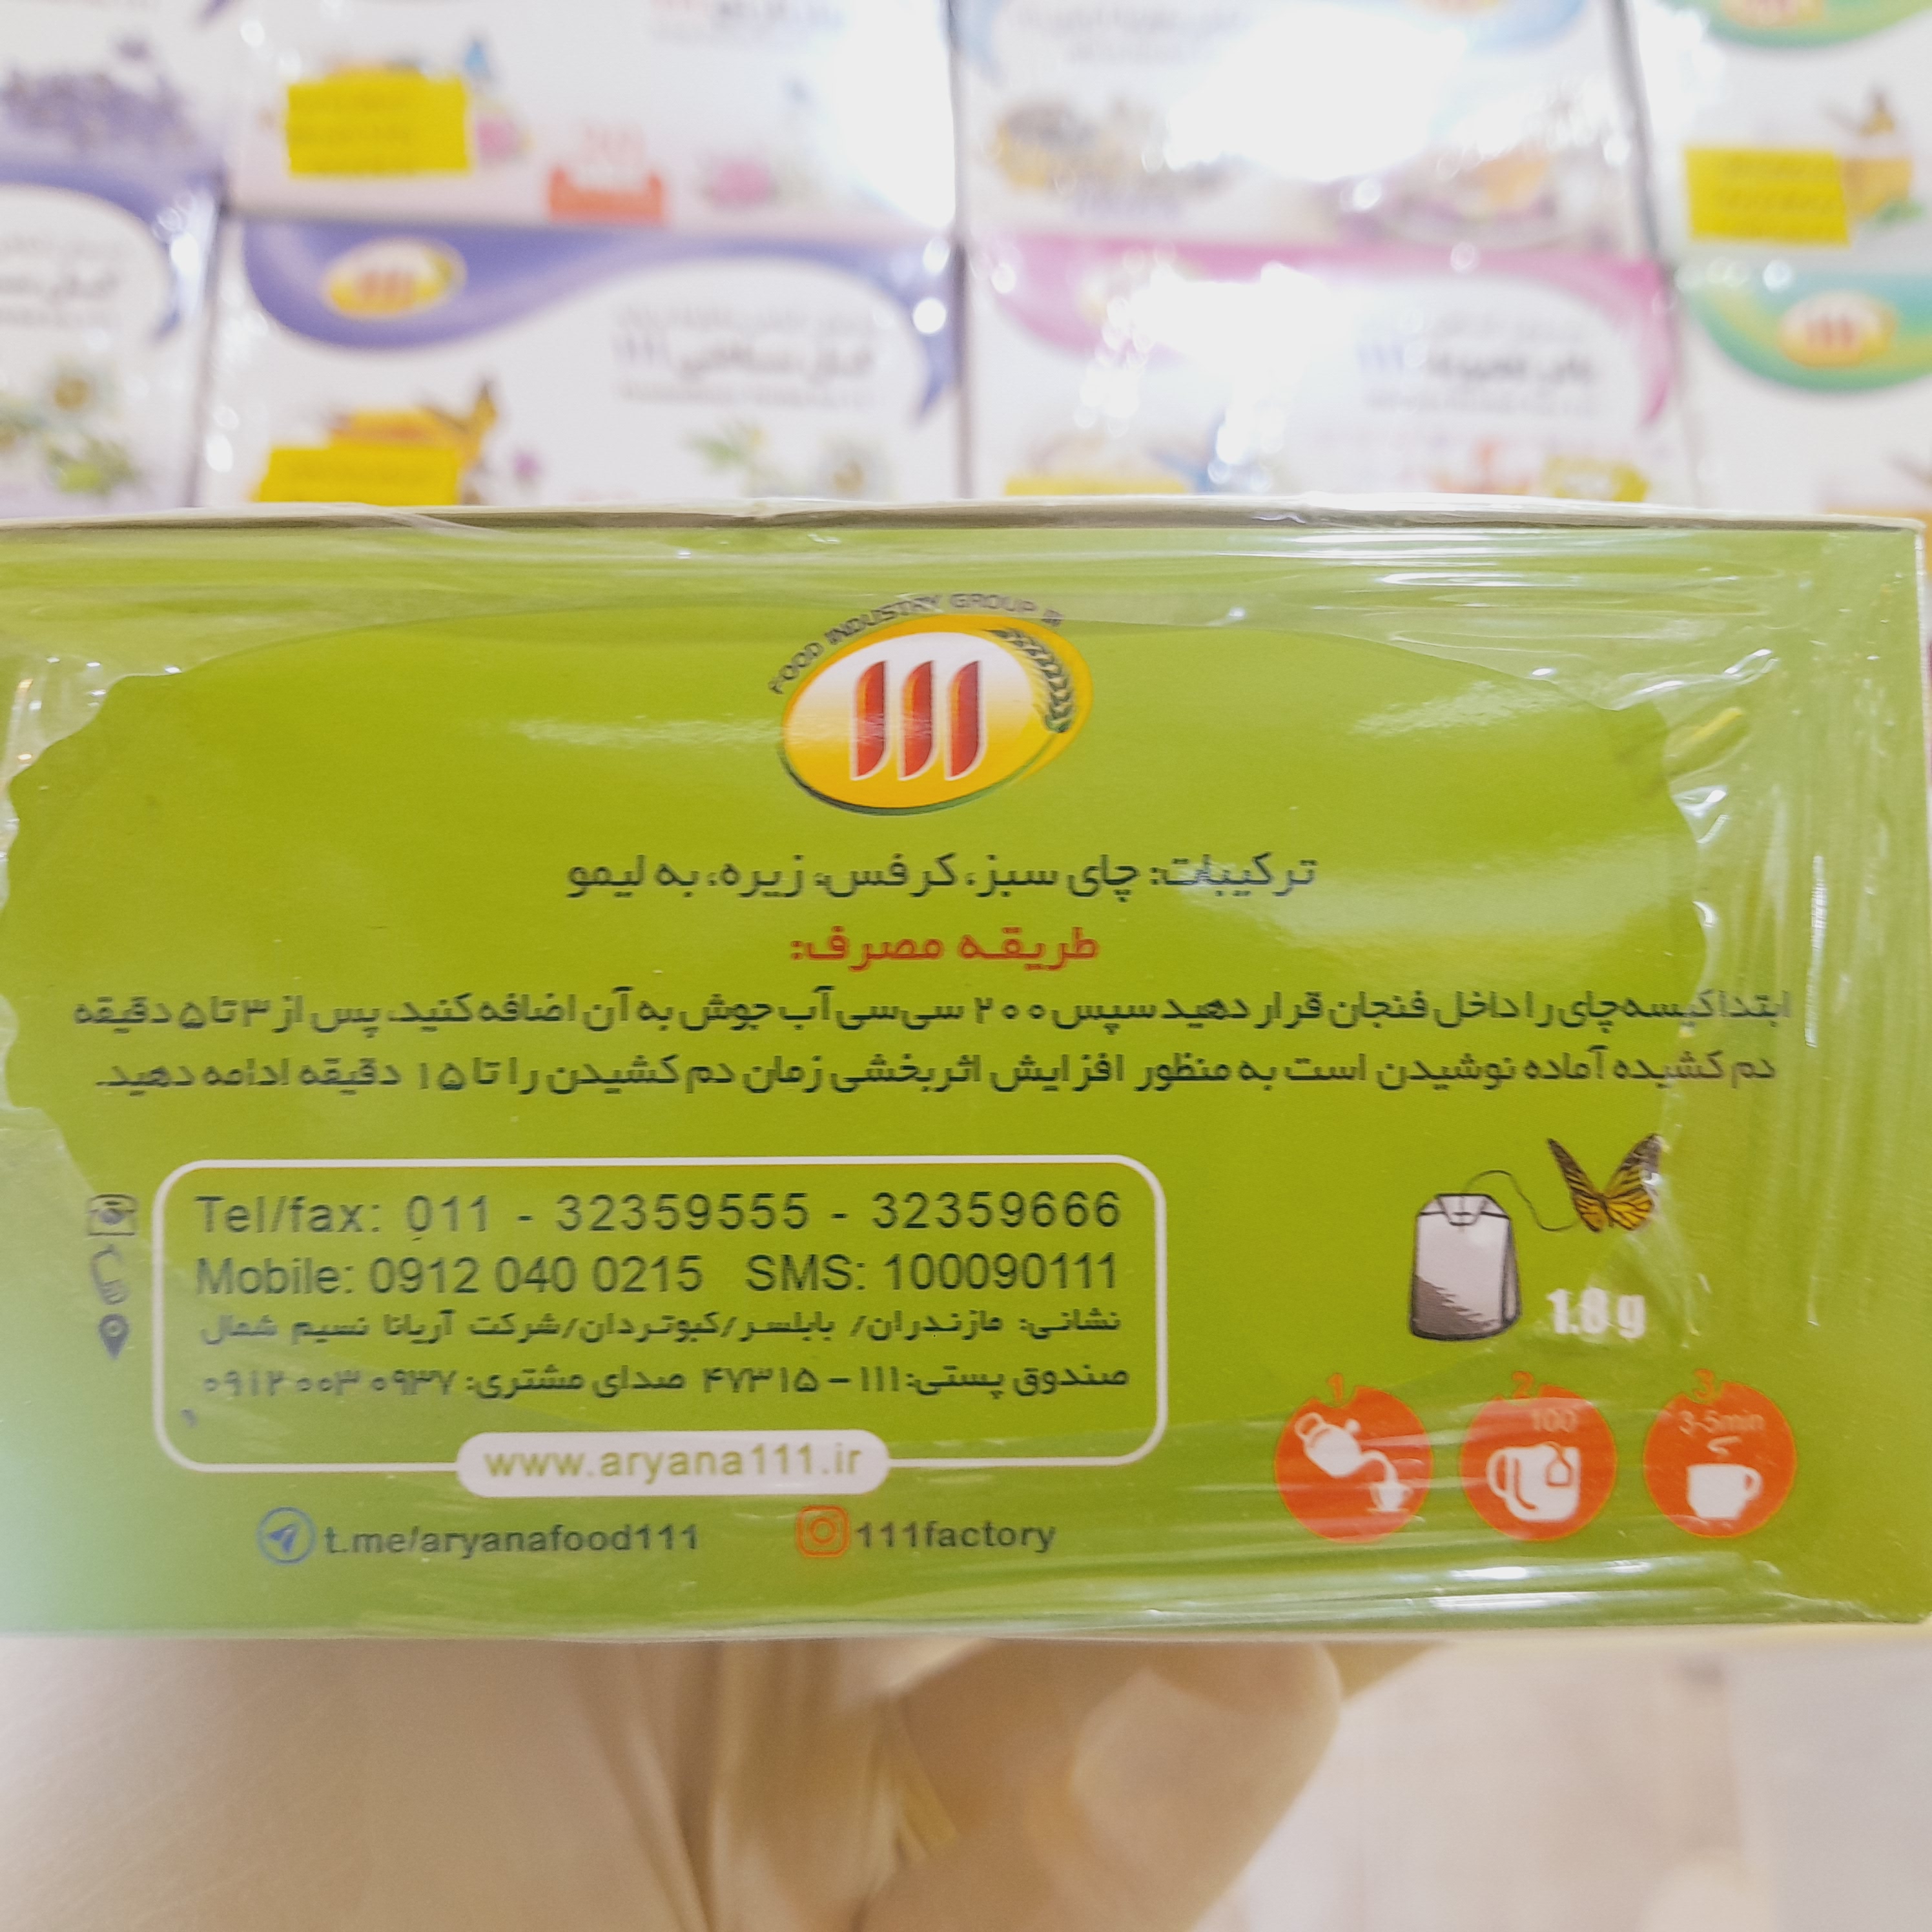 FOOD INDUSTRY GROUP
111
ترکیبات: چای سبز، کرفس، زیره، به لیمو
طریقه مصرف:
ابتدا کیسه‌چای را داخل فنجان قرار دهید سپس ۲۰۰ سی‌سی آب جوش به آن اضافه کنید، پس از ۳ تا ۵ دقیقه
دم کشیده آماده نوشیدن است به منظور افزایش اثربخشی زمان دم کشیدن را تا ۱۵ دقیقه ادامه دهید.
Tel/fax: 011 - 32359555 - 32359666
Mobile: 0912 040 0215 SMS: 100090111
نشانی: مازندران/ بابلسر/کبوتردان/شرکت آریانا نسیم شمال
صندوق پستی: ۱۱۱ – ۴۷۳۱۵ صدای مشتری: ۰۹۱۲۰۰۳۰۹۳۷
www.aryana111.ir
t.me/aryanafood111
111factory
1.8 g
1
2
100
3
3-5min